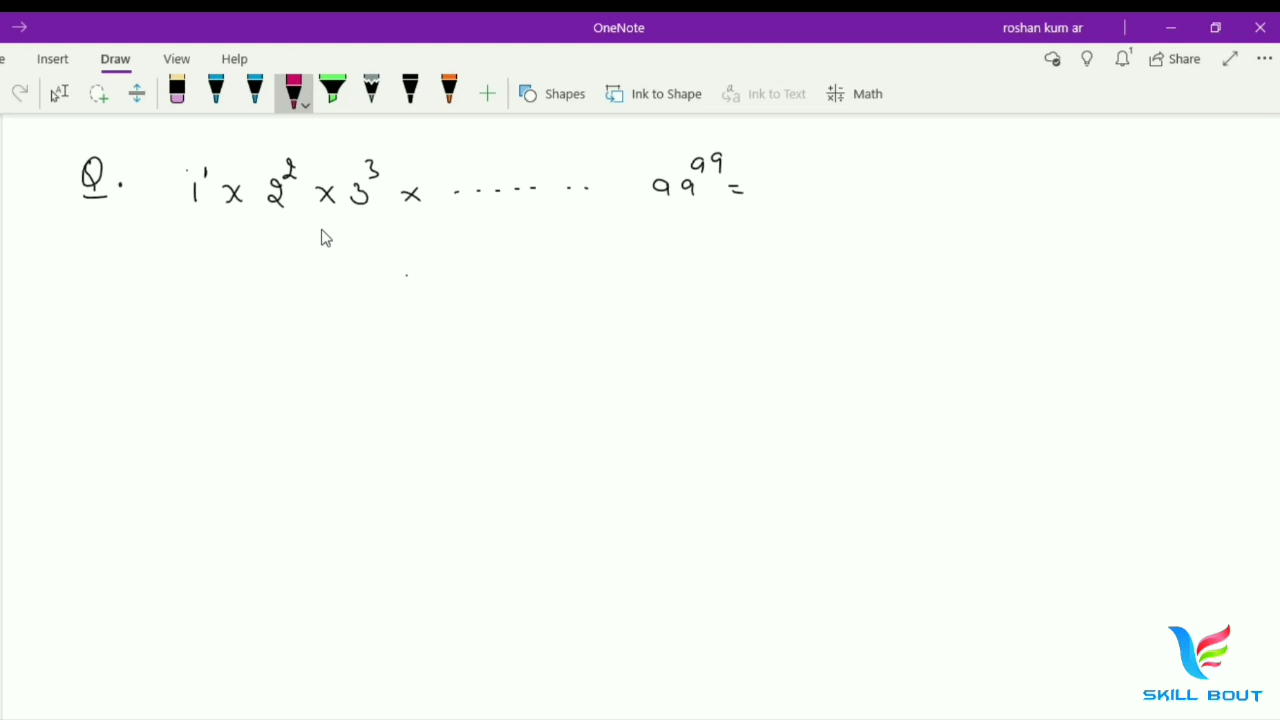 OneNote
roshan kum ar
e Insert Draw View Help
1
Share
Shapes Ink to Shape Ink to Text Math
Q. 1¹ x 2² x 3³ x ........ 99⁹⁹ =
SKILL BOUT